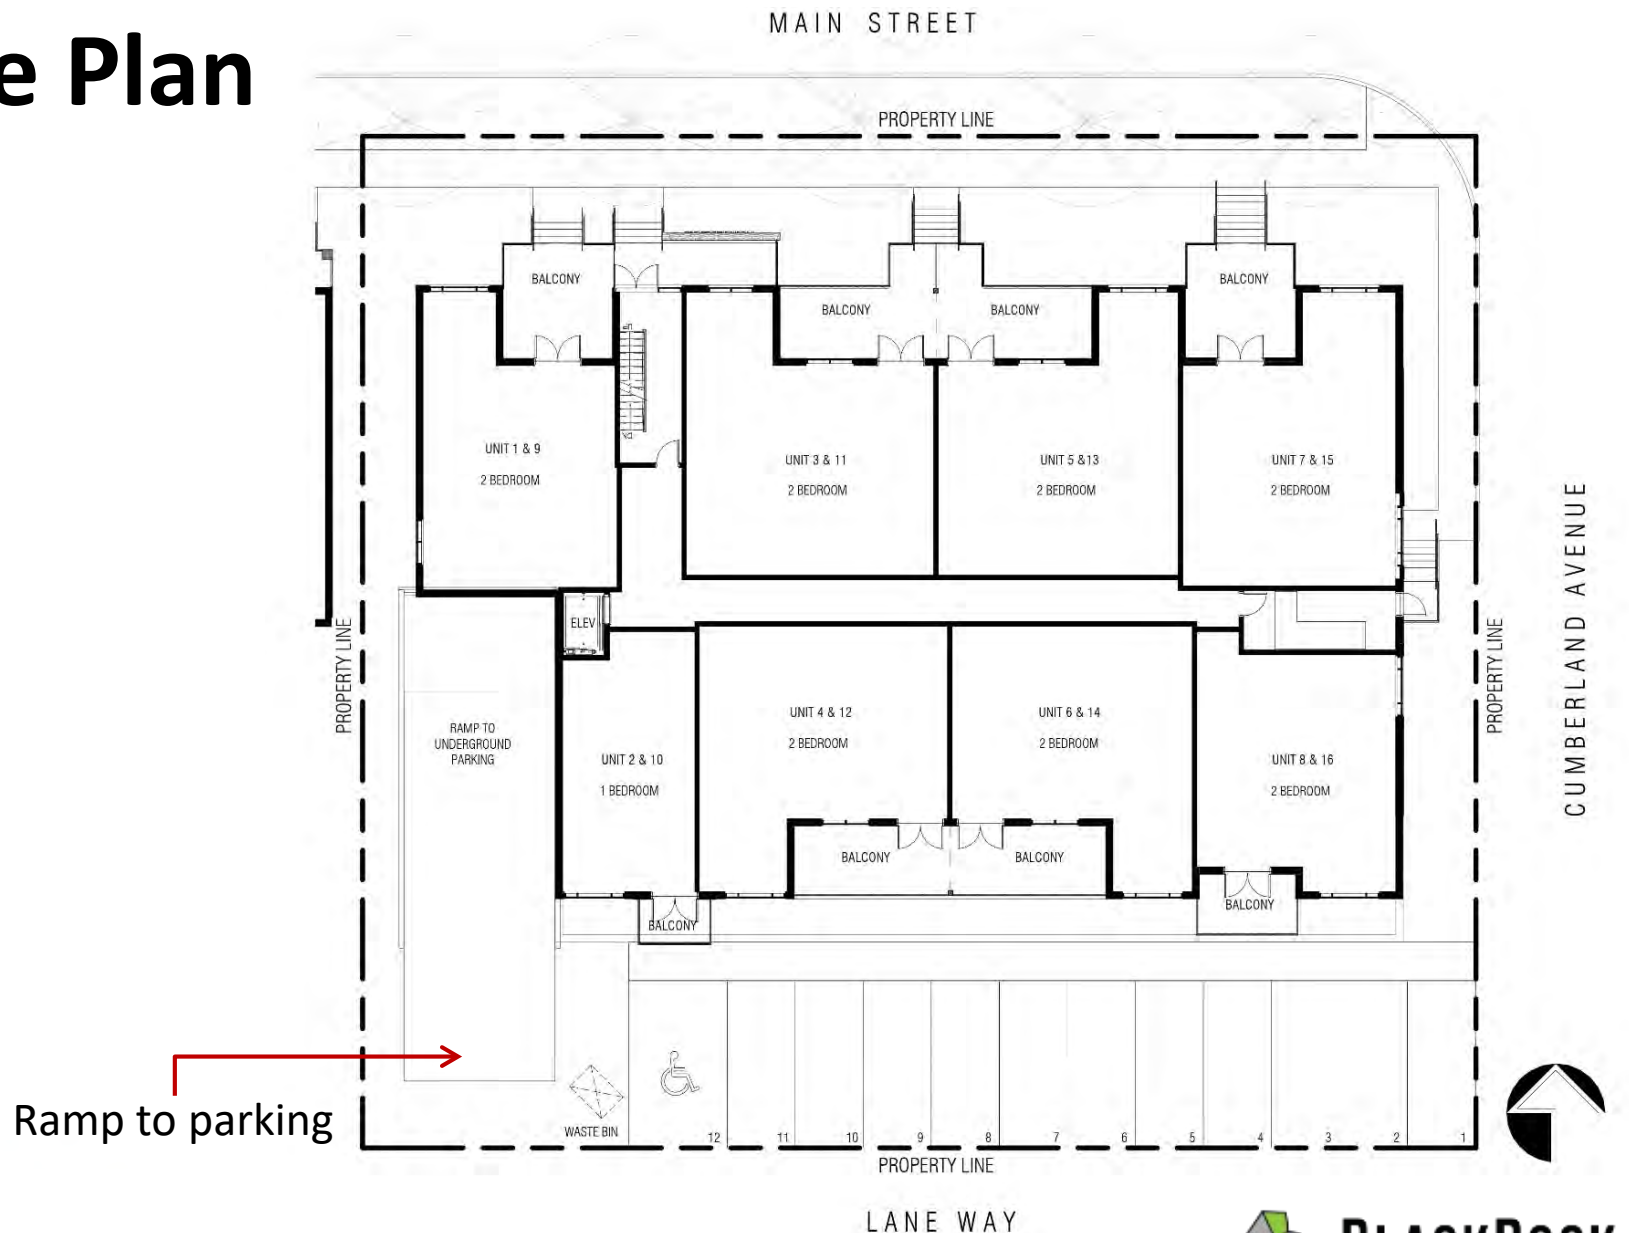 MAIN STREET
e Plan
PROPERTY LINE
BALCONY
BALCONY
BALCONY
BALCONY
UNIT 1 & 9
2 BEDROOM
UNIT 3 & 11
2 BEDROOM
UNIT 5 &13
2 BEDROOM
UNIT 7 & 15
2 BEDROOM
CUMBERLAND AVENUE
ELEV
PROPERTY LINE
PROPERTY LINE
RAMP TO
UNDERGROUND
PARKING
UNIT 2 & 10
1 BEDROOM
UNIT 4 & 12
2 BEDROOM
UNIT 6 & 14
2 BEDROOM
UNIT 8 & 16
2 BEDROOM
BALCONY
BALCONY
BALCONY
BALCONY
Ramp to parking
WASTE BIN
12 11 10 9 8 7 6 5 4 3 2 1
PROPERTY LINE
LANE WAY
BLACKROCK